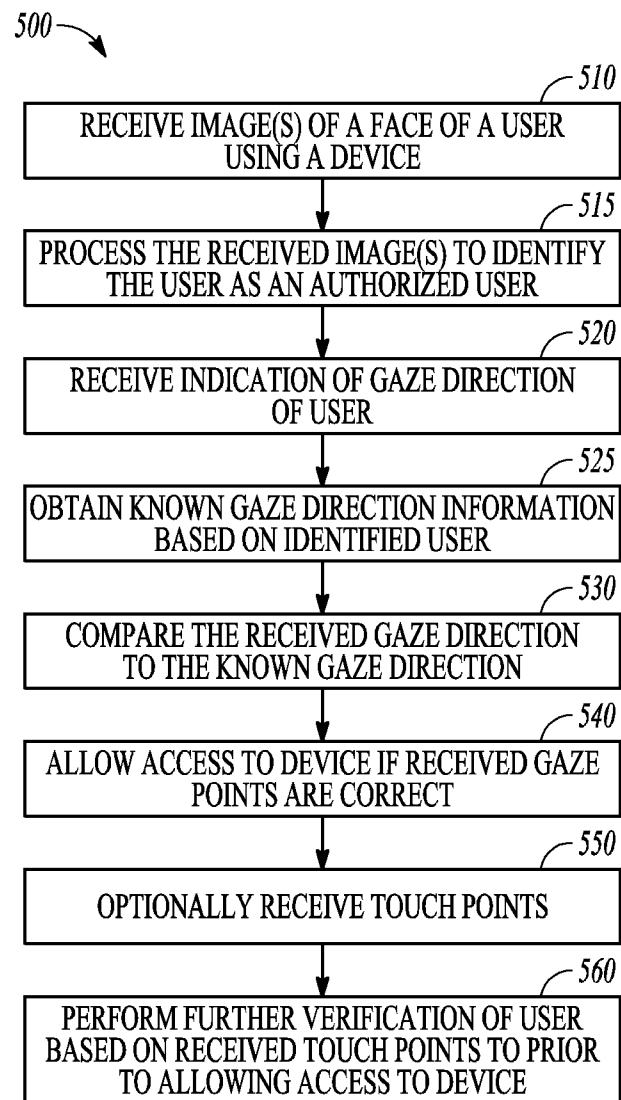 500
510
RECEIVE IMAGE(S) OF A FACE OF A USER
USING A DEVICE
515
PROCESS THE RECEIVED IMAGE(S) TO IDENTIFY
THE USER AS AN AUTHORIZED USER
520
RECEIVE INDICATION OF GAZE DIRECTION
OF USER
525
OBTAIN KNOWN GAZE DIRECTION INFORMATION
BASED ON IDENTIFIED USER
530
COMPARE THE RECEIVED GAZE DIRECTION
TO THE KNOWN GAZE DIRECTION
540
ALLOW ACCESS TO DEVICE IF RECEIVED GAZE
POINTS ARE CORRECT
550
OPTIONALLY RECEIVE TOUCH POINTS
560
PERFORM FURTHER VERIFICATION OF USER
BASED ON RECEIVED TOUCH POINTS TO PRIOR
TO ALLOWING ACCESS TO DEVICE